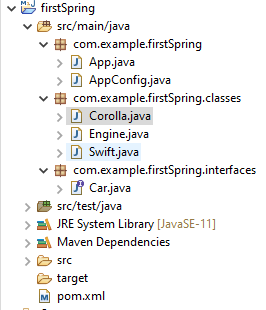 firstSpring
src/main/java
com.example.firstSpring
App.java
AppConfig.java
com.example.firstSpring.classes
Corolla.java
Engine.java
Swift.java
com.example.firstSpring.interfaces
Car.java
src/test/java
JRE System Library [JavaSE-11]
Maven Dependencies
src
target
pom.xml